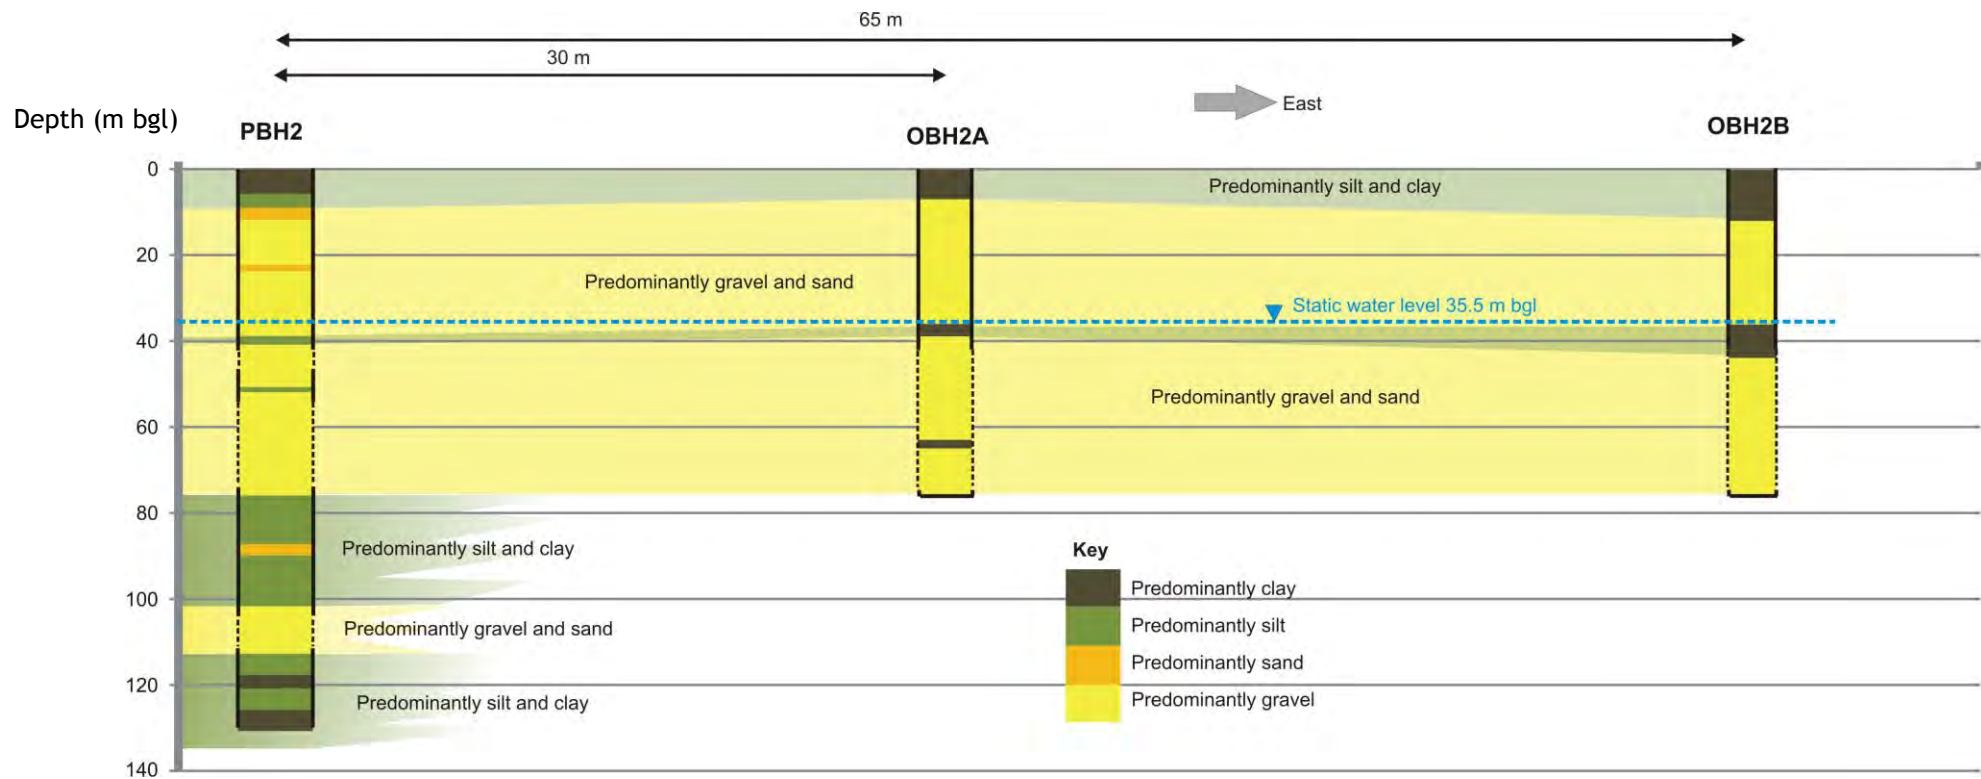 65 m
30 m
East
Depth (m bgl)
PBH2
OBH2A
OBH2B
0
Predominantly silt and clay
20
Predominantly gravel and sand
Static water level 35.5 m bgl
40
Predominantly gravel and sand
60
80
Predominantly silt and clay
Key
Predominantly clay
100
Predominantly silt
Predominantly gravel and sand
Predominantly sand
120
Predominantly gravel
Predominantly silt and clay
140